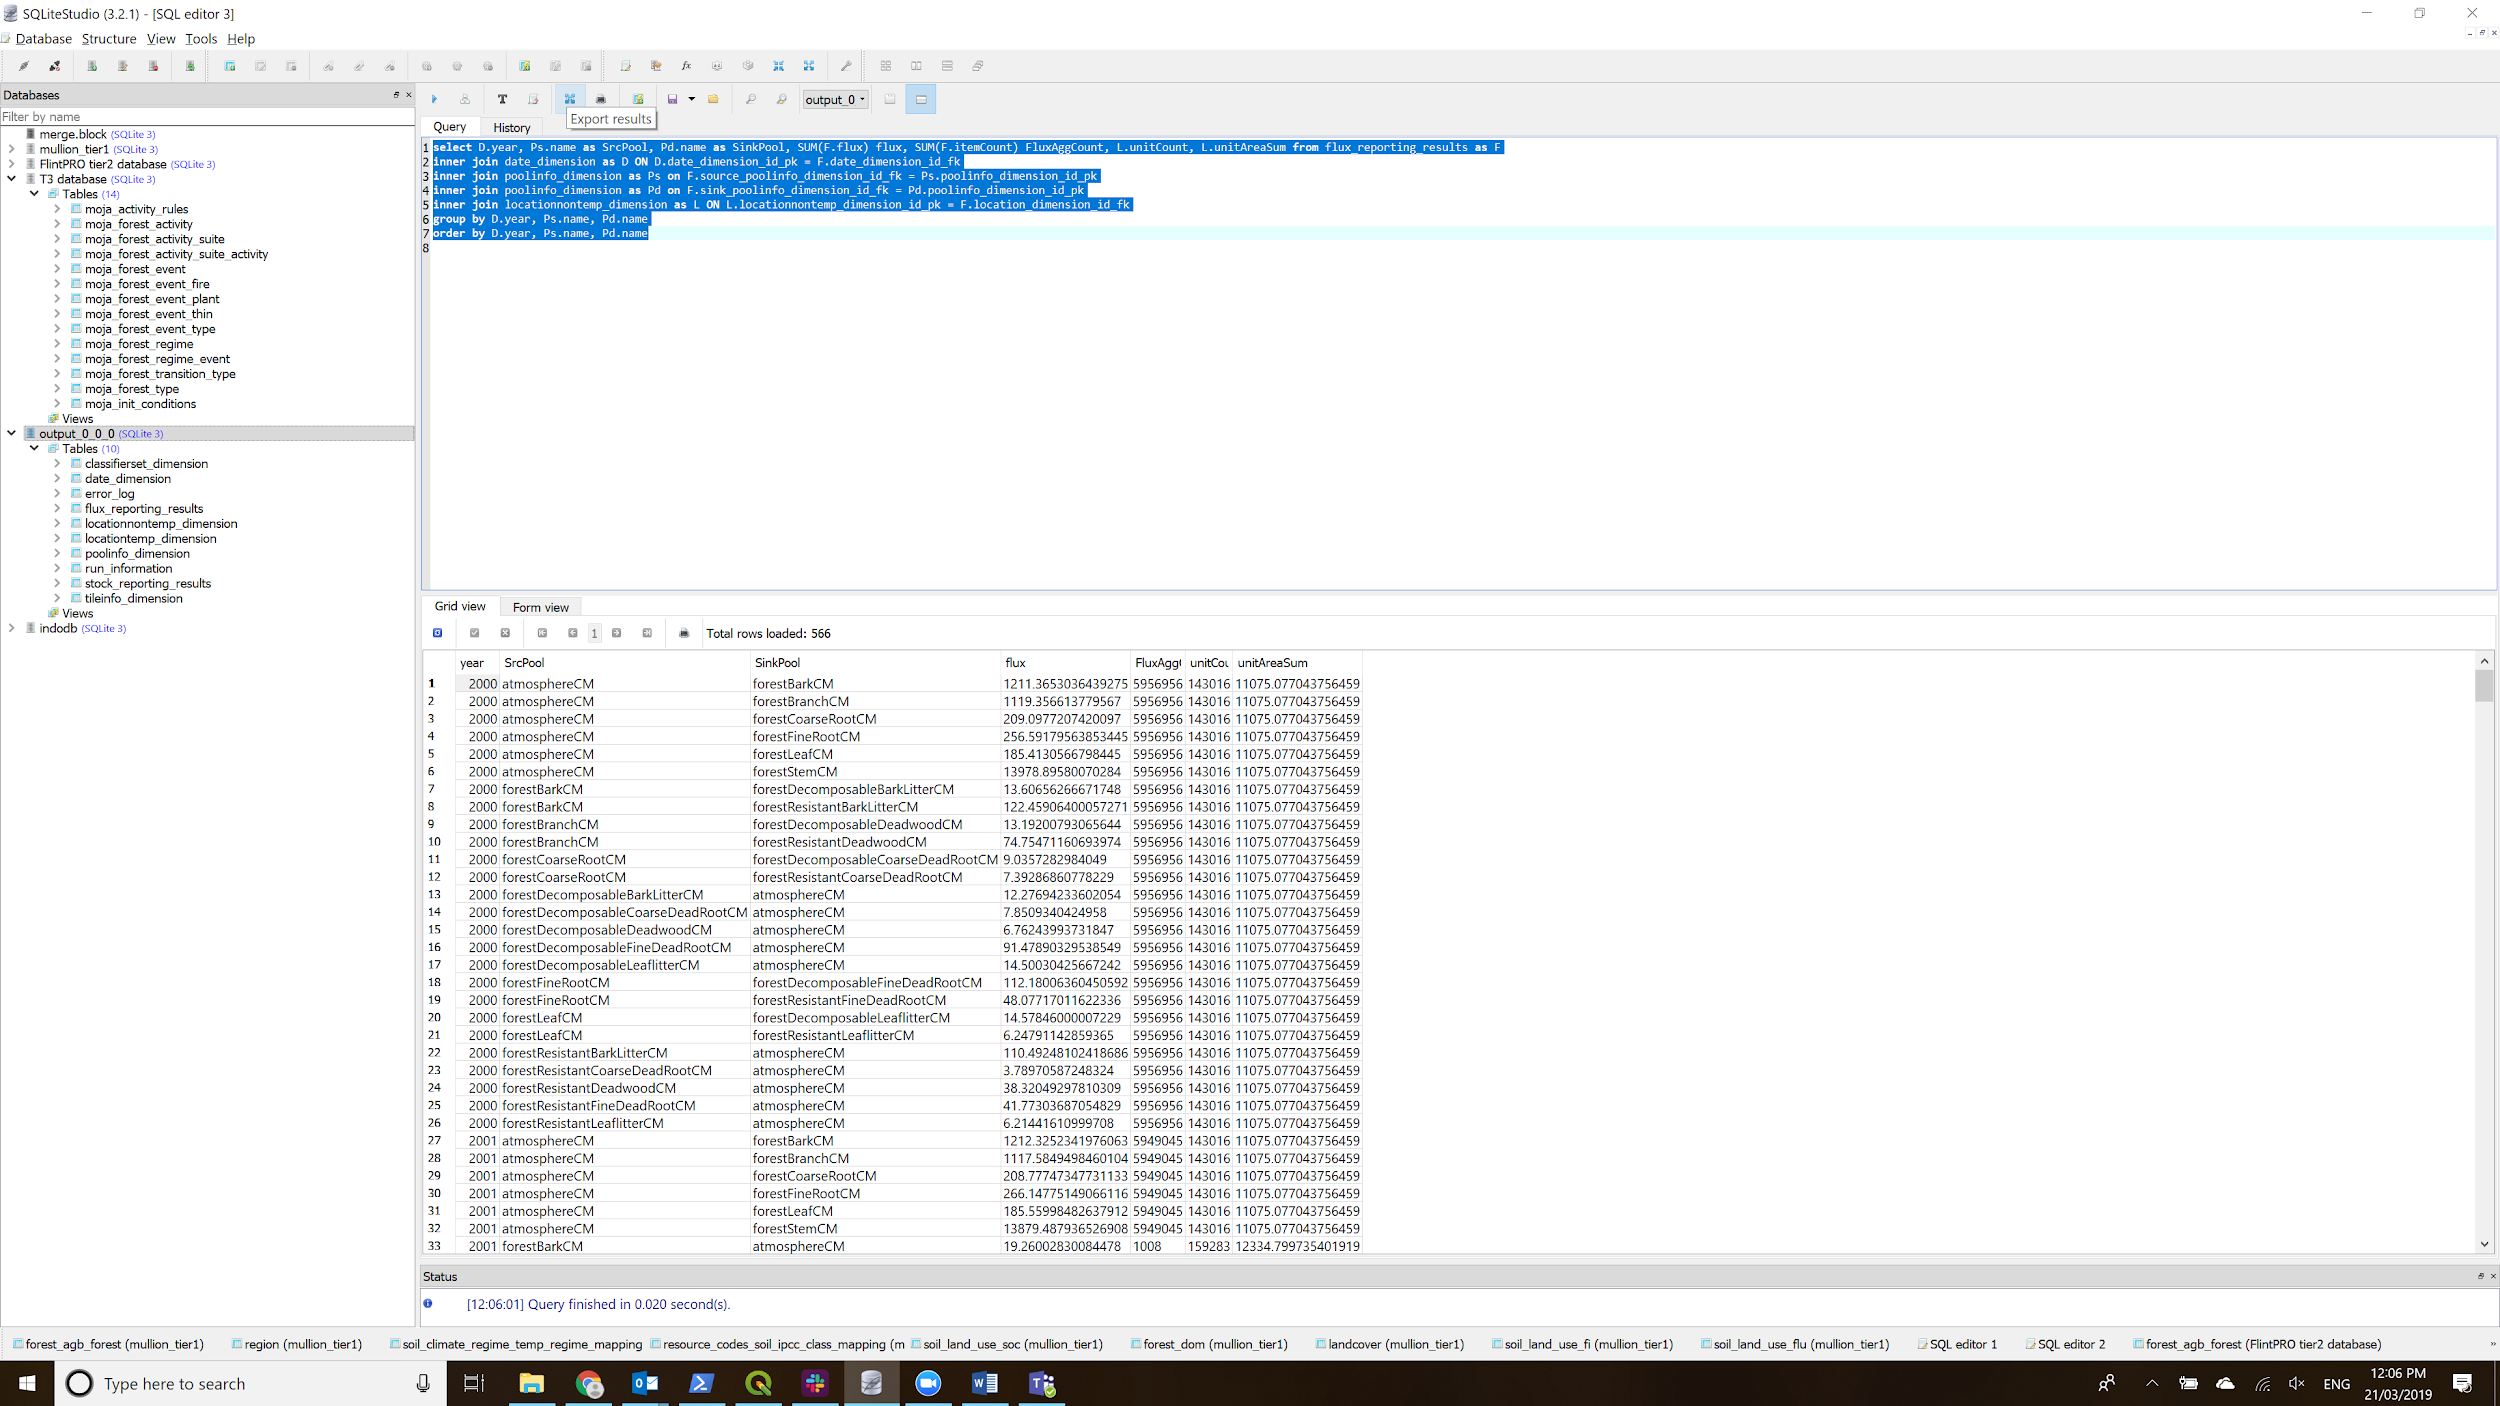 SQLiteStudio (3.2.1) - [SQL editor 3]
Database Structure View Tools Help
Databases
Filter by name
merge.block (SQLite 3)
mullion_tier1 (SQLite 3)
FlintPRO tier2 database (SQLite 3)
T3 database (SQLite 3)
Tables (14)
moja_activity_rules
moja_forest_activity
moja_forest_activity_suite
moja_forest_activity_suite_activity
moja_forest_event
moja_forest_event_fire
moja_forest_event_plant
moja_forest_event_thin
moja_forest_event_type
moja_forest_regime
moja_forest_regime_event
moja_forest_transition_type
moja_forest_type
moja_init_conditions
Views
output_0_0_0 (SQLite 3)
Tables (10)
classifierset_dimension
date_dimension
error_log
flux_reporting_results
locationnontemp_dimension
locationtemp_dimension
poolinfo_dimension
run_information
stock_reporting_results
tileinfo_dimension
Views
indodb (SQLite 3)
output_0
Export results
Query History
1 select D.year, Ps.name as SrcPool, Pd.name as SinkPool, SUM(F.flux) flux, SUM(F.itemCount) FluxAggCount, L.unitCount, L.unitAreaSum from flux_reporting_results as F
2 inner join date_dimension as D ON D.date_dimension_id_pk = F.date_dimension_id_fk
3 inner join poolinfo_dimension as Ps on F.source_poolinfo_dimension_id_fk = Ps.poolinfo_dimension_id_pk
4 inner join poolinfo_dimension as Pd on F.sink_poolinfo_dimension_id_fk = Pd.poolinfo_dimension_id_pk
5 inner join locationnontemp_dimension as L ON L.locationnontemp_dimension_id_pk = F.location_dimension_id_fk
6 group by D.year, Ps.name, Pd.name
7 order by D.year, Ps.name, Pd.name
8
Grid view Form view
1 Total rows loaded: 566
year SrcPool SinkPool flux FluxAgg unitCou unitAreaSum
1 2000 atmosphereCM forestBarkCM 1211.3653036439275 5956956 143016 11075.077043756459
2 2000 atmosphereCM forestBranchCM 1119.356613779567 5956956 143016 11075.077043756459
3 2000 atmosphereCM forestCoarseRootCM 209.0977207420097 5956956 143016 11075.077043756459
4 2000 atmosphereCM forestFineRootCM 256.59179563853445 5956956 143016 11075.077043756459
5 2000 atmosphereCM forestLeafCM 185.4130566798445 5956956 143016 11075.077043756459
6 2000 atmosphereCM forestStemCM 13978.89580070284 5956956 143016 11075.077043756459
7 2000 forestBarkCM forestDecomposableBarkLitterCM 13.60656266671748 5956956 143016 11075.077043756459
8 2000 forestBarkCM forestResistantBarkLitterCM 122.45906400057271 5956956 143016 11075.077043756459
9 2000 forestBranchCM forestDecomposableDeadwoodCM 13.19200793065644 5956956 143016 11075.077043756459
10 2000 forestBranchCM forestResistantDeadwoodCM 74.75471160693974 5956956 143016 11075.077043756459
11 2000 forestCoarseRootCM forestDecomposableCoarseDeadRootCM 9.0357282984049 5956956 143016 11075.077043756459
12 2000 forestCoarseRootCM forestResistantCoarseDeadRootCM 7.39286860778229 5956956 143016 11075.077043756459
13 2000 forestDecomposableBarkLitterCM atmosphereCM 12.27694233602054 5956956 143016 11075.077043756459
14 2000 forestDecomposableCoarseDeadRootCM atmosphereCM 7.8509340424958 5956956 143016 11075.077043756459
15 2000 forestDecomposableDeadwoodCM atmosphereCM 6.76243993731847 5956956 143016 11075.077043756459
16 2000 forestDecomposableFineDeadRootCM atmosphereCM 91.47890329538549 5956956 143016 11075.077043756459
17 2000 forestDecomposableLeaflitterCM atmosphereCM 14.50030425667242 5956956 143016 11075.077043756459
18 2000 forestFineRootCM forestDecomposableFineDeadRootCM 112.18006360450592 5956956 143016 11075.077043756459
19 2000 forestFineRootCM forestResistantFineDeadRootCM 48.07717011622336 5956956 143016 11075.077043756459
20 2000 forestLeafCM forestDecomposableLeaflitterCM 14.57846000007229 5956956 143016 11075.077043756459
21 2000 forestLeafCM forestResistantLeaflitterCM 6.24791142859365 5956956 143016 11075.077043756459
22 2000 forestResistantBarkLitterCM atmosphereCM 110.49248102418686 5956956 143016 11075.077043756459
23 2000 forestResistantCoarseDeadRootCM atmosphereCM 3.78970587248324 5956956 143016 11075.077043756459
24 2000 forestResistantDeadwoodCM atmosphereCM 38.32049297810309 5956956 143016 11075.077043756459
25 2000 forestResistantFineDeadRootCM atmosphereCM 41.77303687054829 5956956 143016 11075.077043756459
26 2000 forestResistantLeaflitterCM atmosphereCM 6.21441610999708 5956956 143016 11075.077043756459
27 2001 atmosphereCM forestBarkCM 1212.3252341976063 5949045 143016 11075.077043756459
28 2001 atmosphereCM forestBranchCM 1117.5849498460104 5949045 143016 11075.077043756459
29 2001 atmosphereCM forestCoarseRootCM 208.77747347731133 5949045 143016 11075.077043756459
30 2001 atmosphereCM forestFineRootCM 266.14775149066116 5949045 143016 11075.077043756459
31 2001 atmosphereCM forestLeafCM 185.55998482637912 5949045 143016 11075.077043756459
32 2001 atmosphereCM forestStemCM 13879.487936526908 5949045 143016 11075.077043756459
33 2001 forestBarkCM atmosphereCM 19.26002830084478 1008 159283 12334.799735401919
Status
[12:06:01] Query finished in 0.020 second(s).
forest_agb_forest (mullion_tier1) region (mullion_tier1) soil_climate_regime_temp_regime_mapping resource_codes_soil_ipcc_class_mapping (m soil_land_use_soc (mullion_tier1) forest_dom (mullion_tier1) landcover (mullion_tier1) soil_land_use_fi (mullion_tier1) soil_land_use_flu (mullion_tier1) SQL editor 1 SQL editor 2 forest_agb_forest (FlintPRO tier2 database)
Type here to search
ENG
12:06 PM
21/03/2019